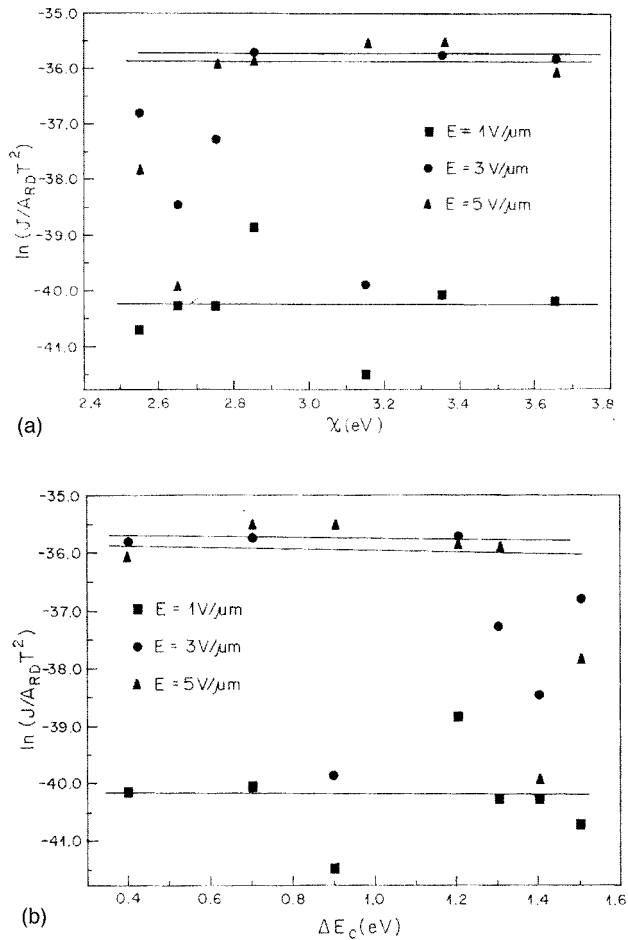 -35.0
-36.0
-37.0
-38.0
-39.0
-40.0
-41.0
ln (J/A_RD T²)
E = 1V/μm
E = 3V/μm
E = 5V/μm
2.4 2.6 2.8 3.0 3.2 3.4 3.6 3.8
χ(eV)
(a)
-35.0
-36.0
-37.0
-38.0
-39.0
-40.0
-41.0
ln (J/A_RD T²)
E = 1V/μm
E = 3V/μm
E = 5V/μm
0.4 0.6 0.8 1.0 1.2 1.4 1.6
ΔE_c(eV)
(b)